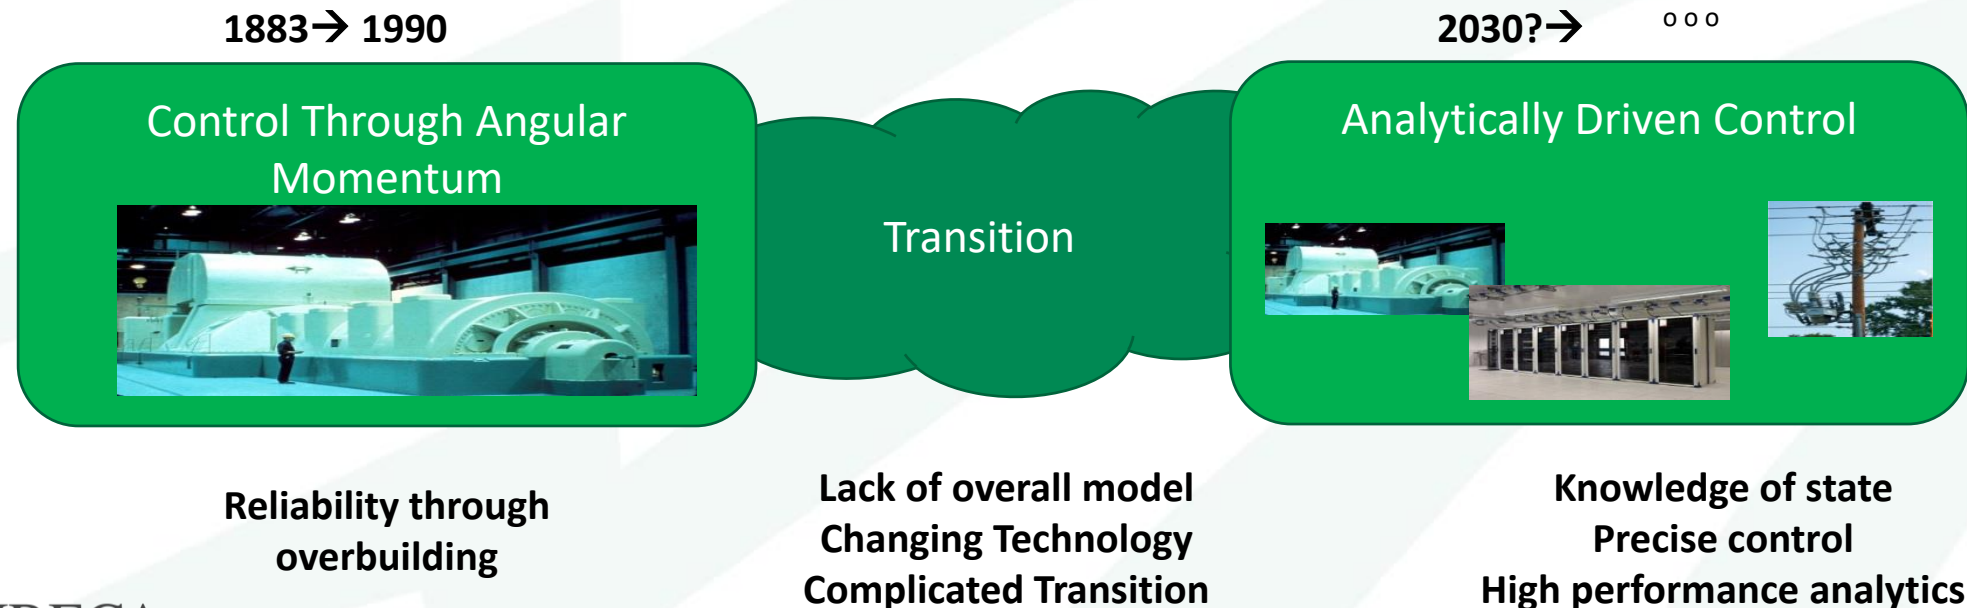 1883→ 1990
2030?→ o o o
Control Through Angular
Momentum
Transition
Analytically Driven Control
Reliability through
overbuilding
Lack of overall model
Changing Technology
Complicated Transition
Knowledge of state
Precise control
High performance analytics